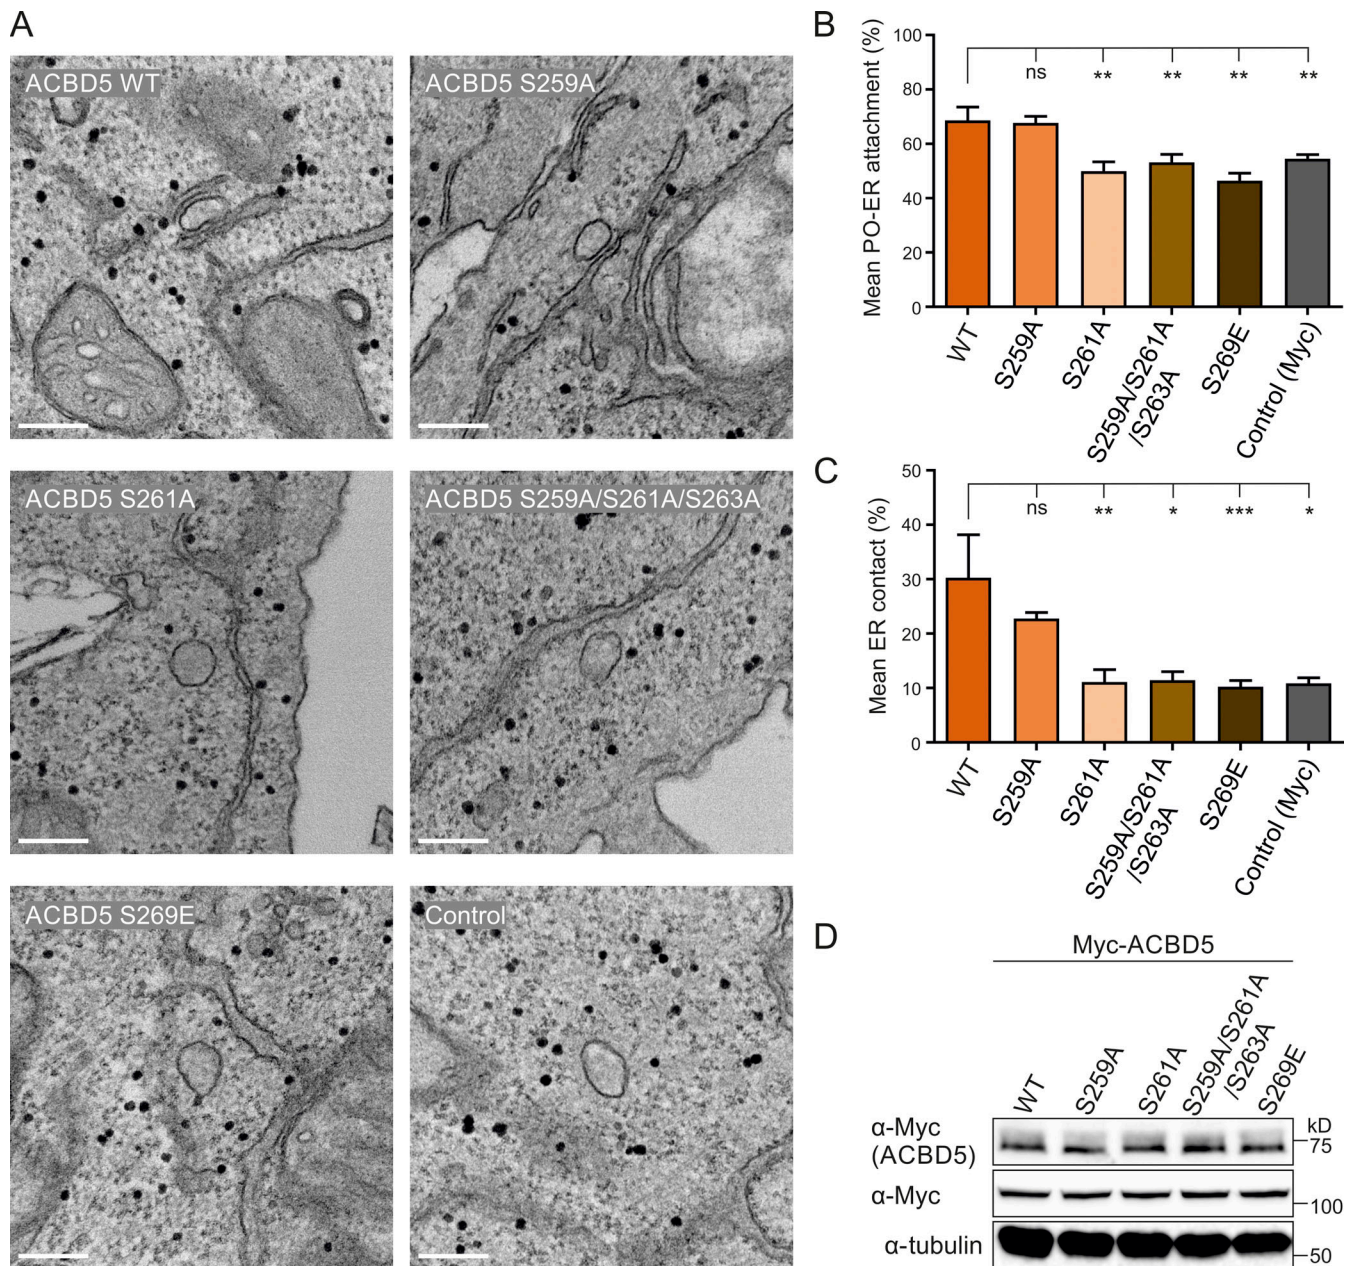 A
ACBD5 WT
ACBD5 S259A
ACBD5 S261A
ACBD5 S259A/S261A/S263A
ACBD5 S269E
Control
B
Mean PO-ER attachment (%)
100
80
60
40
20
0
ns
**
**
**
**
WT
S259A
S261A
S259A/S261A
/S263A
S269E
Control (Myc)
C
Mean ER contact (%)
50
40
30
20
10
0
ns
**
*
***
*
WT
S259A
S261A
S259A/S261A
/S263A
S269E
Control (Myc)
D
Myc-ACBD5
WT
S259A
S261A
S259A/S261A
/S263A
S269E
kD
α-Myc
(ACBD5)
75
α-Myc
100
α-tubulin
50